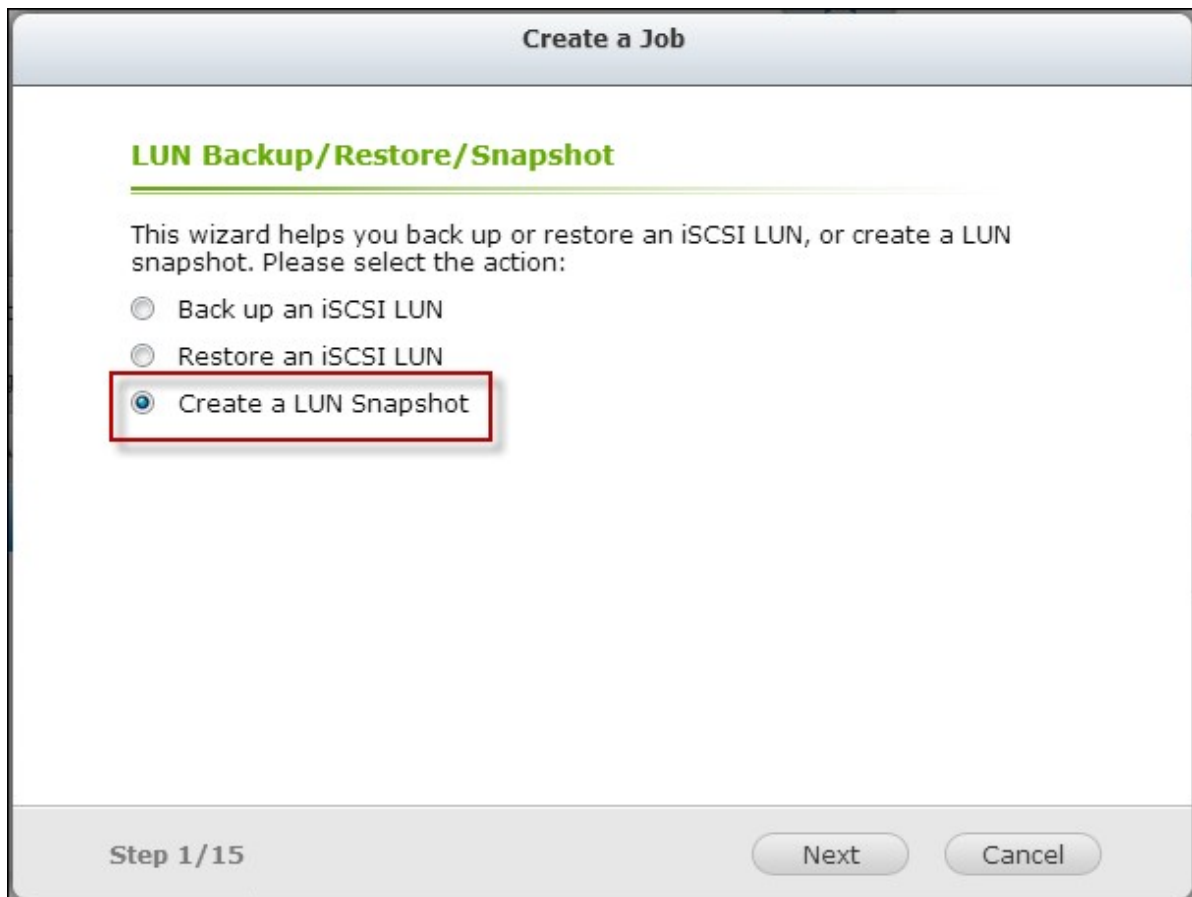 Create a Job
LUN Backup/Restore/Snapshot
This wizard helps you back up or restore an iSCSI LUN, or create a LUN
snapshot. Please select the action:
Back up an iSCSI LUN
Restore an iSCSI LUN
Create a LUN Snapshot
Step 1/15
Next
Cancel